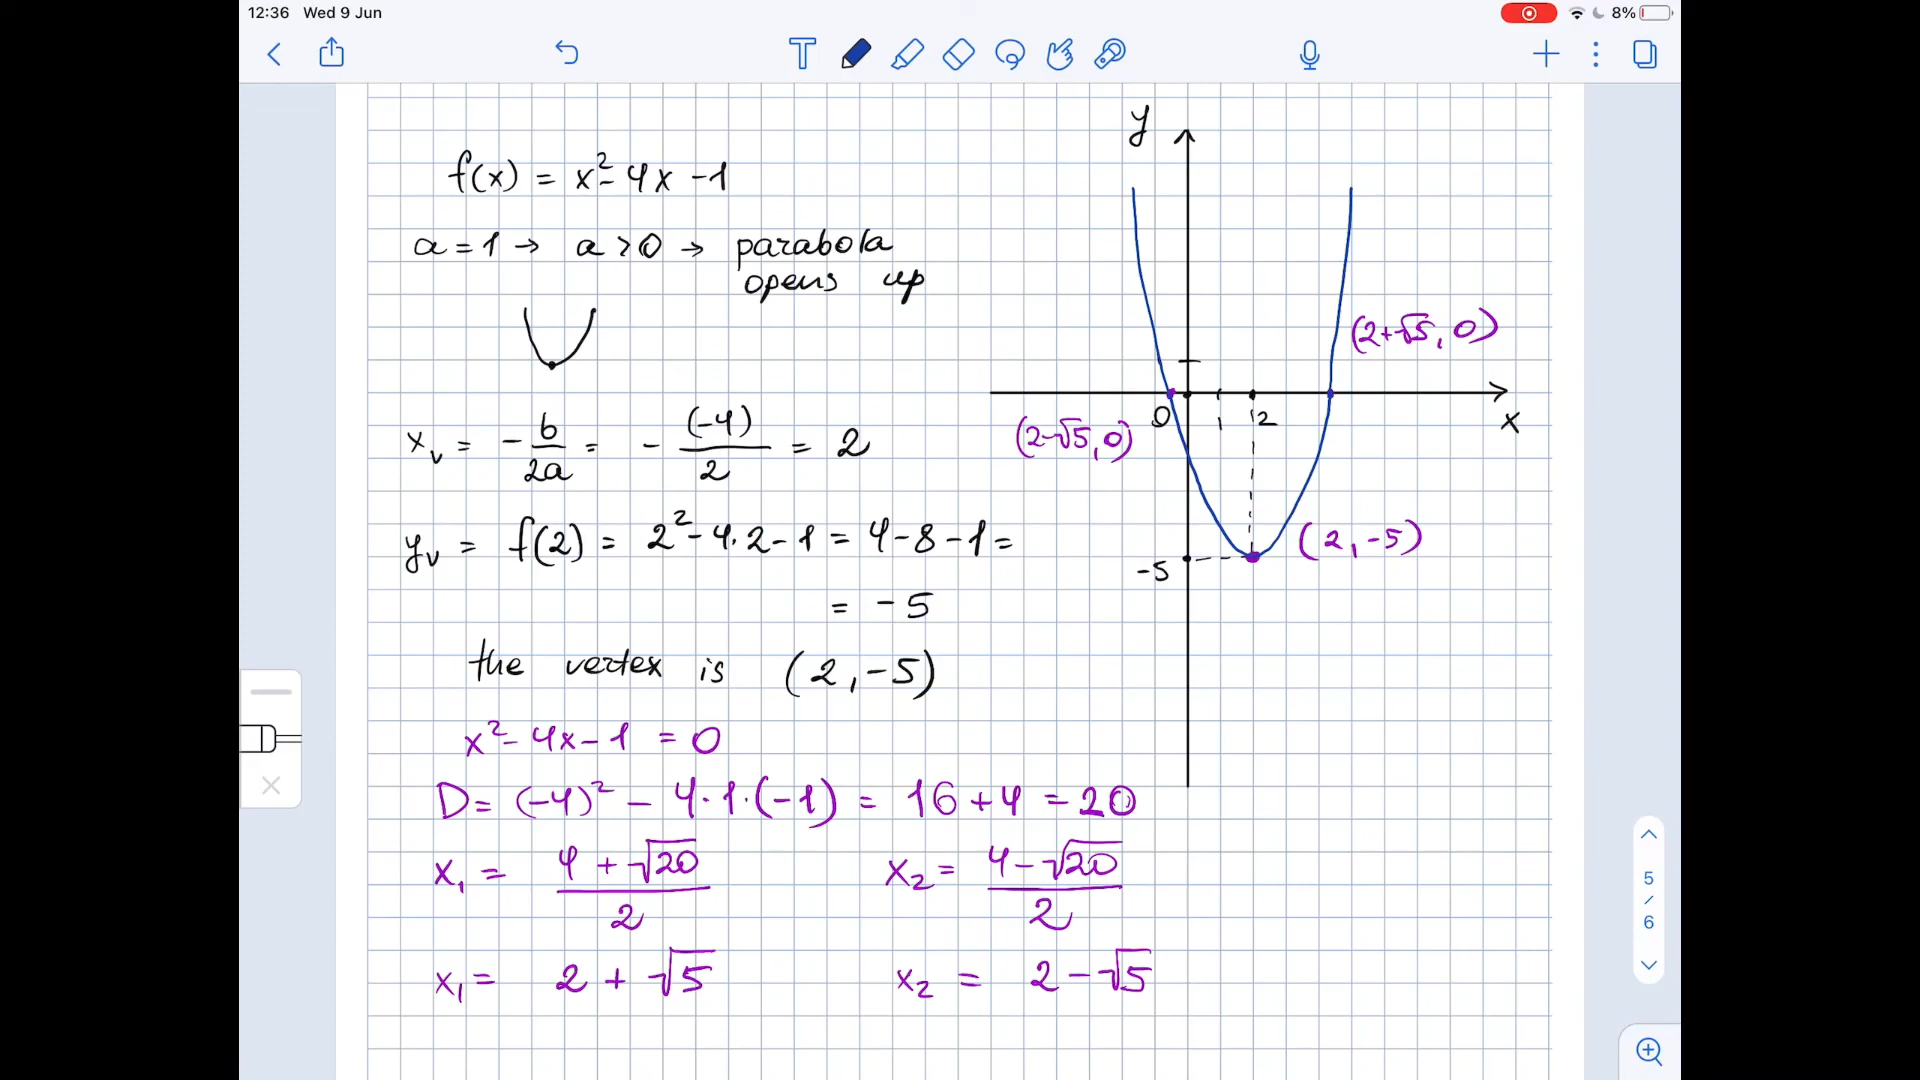 12:36 Wed 9 Jun
8%
f(x) = x² - 4x - 1
a = 1 → a > 0 → parabola
opens up
x_v = - b/2a = - (-4)/2 = 2
y_v = f(2) = 2² - 4·2 - 1 = 4 - 8 - 1 =
= -5
the vertex is (2, -5)
x² - 4x - 1 = 0
D = (-4)² - 4·1·(-1) = 16 + 4 = 20
x₁ = (4 + √20)/2 x₂ = (4 - √20)/2
x₁ = 2 + √5 x₂ = 2 - √5
y
(2+√5, 0)
0 1 2 x
(2-√5, 0)
(2, -5)
-5
5
/
6